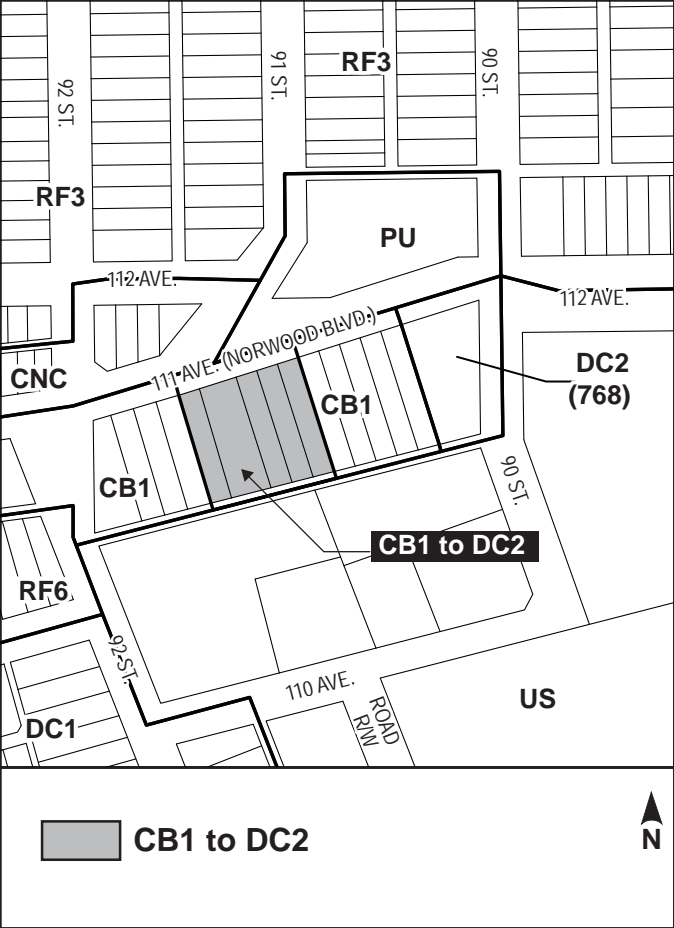 RF3
92 ST.
91 ST.
90 ST.
RF3
PU
112 AVE.
112 AVE.
111 AVE. (NORWOOD BLVD.)
CNC
DC2
(768)
CB1
CB1
90 ST.
CB1 to DC2
RF6
92 ST.
110 AVE.
ROAD
R/W
US
DC1
CB1 to DC2
N